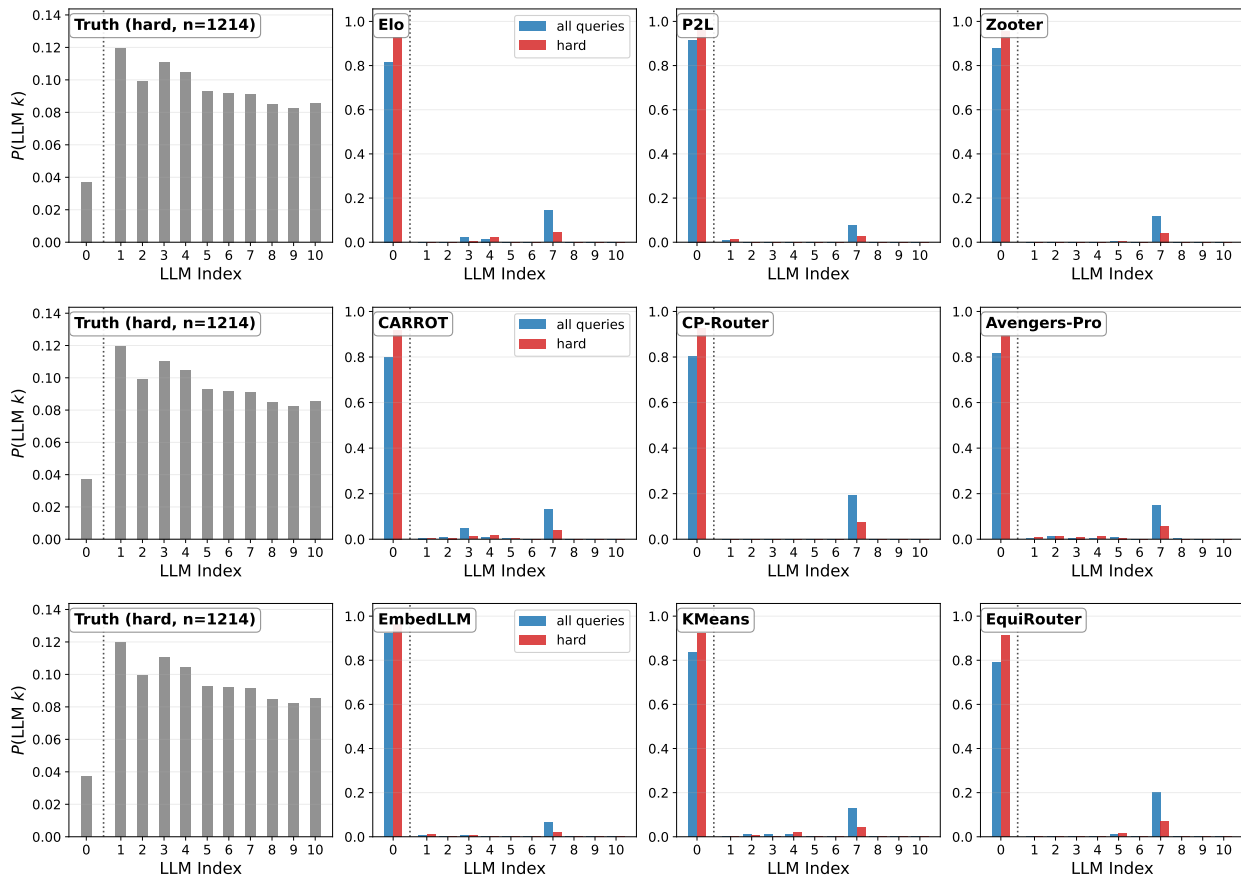 Truth (hard, n=1214)
P(LLM k)
0.14
0.12
0.10
0.08
0.06
0.04
0.02
0.00
0 1 2 3 4 5 6 7 8 9 10
LLM Index
Elo
all queries
hard
1.0
0.8
0.6
0.4
0.2
0.0
0 1 2 3 4 5 6 7 8 9 10
LLM Index
P2L
1.0
0.8
0.6
0.4
0.2
0.0
0 1 2 3 4 5 6 7 8 9 10
LLM Index
Zooter
1.0
0.8
0.6
0.4
0.2
0.0
0 1 2 3 4 5 6 7 8 9 10
LLM Index
Truth (hard, n=1214)
P(LLM k)
0.14
0.12
0.10
0.08
0.06
0.04
0.02
0.00
0 1 2 3 4 5 6 7 8 9 10
LLM Index
CARROT
all queries
hard
1.0
0.8
0.6
0.4
0.2
0.0
0 1 2 3 4 5 6 7 8 9 10
LLM Index
CP-Router
1.0
0.8
0.6
0.4
0.2
0.0
0 1 2 3 4 5 6 7 8 9 10
LLM Index
Avengers-Pro
1.0
0.8
0.6
0.4
0.2
0.0
0 1 2 3 4 5 6 7 8 9 10
LLM Index
Truth (hard, n=1214)
P(LLM k)
0.14
0.12
0.10
0.08
0.06
0.04
0.02
0.00
0 1 2 3 4 5 6 7 8 9 10
LLM Index
EmbedLLM
all queries
hard
1.0
0.8
0.6
0.4
0.2
0.0
0 1 2 3 4 5 6 7 8 9 10
LLM Index
KMeans
1.0
0.8
0.6
0.4
0.2
0.0
0 1 2 3 4 5 6 7 8 9 10
LLM Index
EquiRouter
1.0
0.8
0.6
0.4
0.2
0.0
0 1 2 3 4 5 6 7 8 9 10
LLM Index